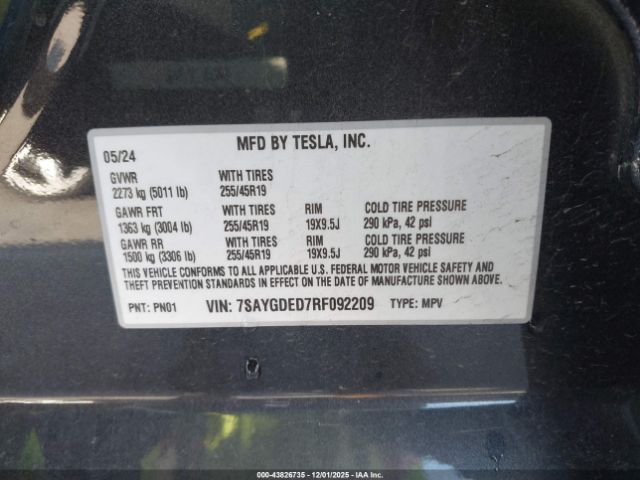 MFD BY TESLA, INC.
05/24
GVWR WITH TIRES
2273 kg (5011 lb) 255/45R19
GAWR FRT WITH TIRES RIM COLD TIRE PRESSURE
1363 kg (3004 lb) 255/45R19 19X9.5J 290 kPa, 42 psi
GAWR RR WITH TIRES RIM COLD TIRE PRESSURE
1500 kg (3306 lb) 255/45R19 19X9.5J 290 kPa, 42 psi
THIS VEHICLE CONFORMS TO ALL APPLICABLE U.S. FEDERAL MOTOR VEHICLE SAFETY AND
THEFT PREVENTION STANDARDS IN EFFECT ON THE DATE OF MANUFACTURE SHOWN ABOVE.
PNT: PN01 VIN: 7SAYGDED7RF092209 TYPE: MPV
000 - 43826735 - 12/01/2025 - IAA Inc.